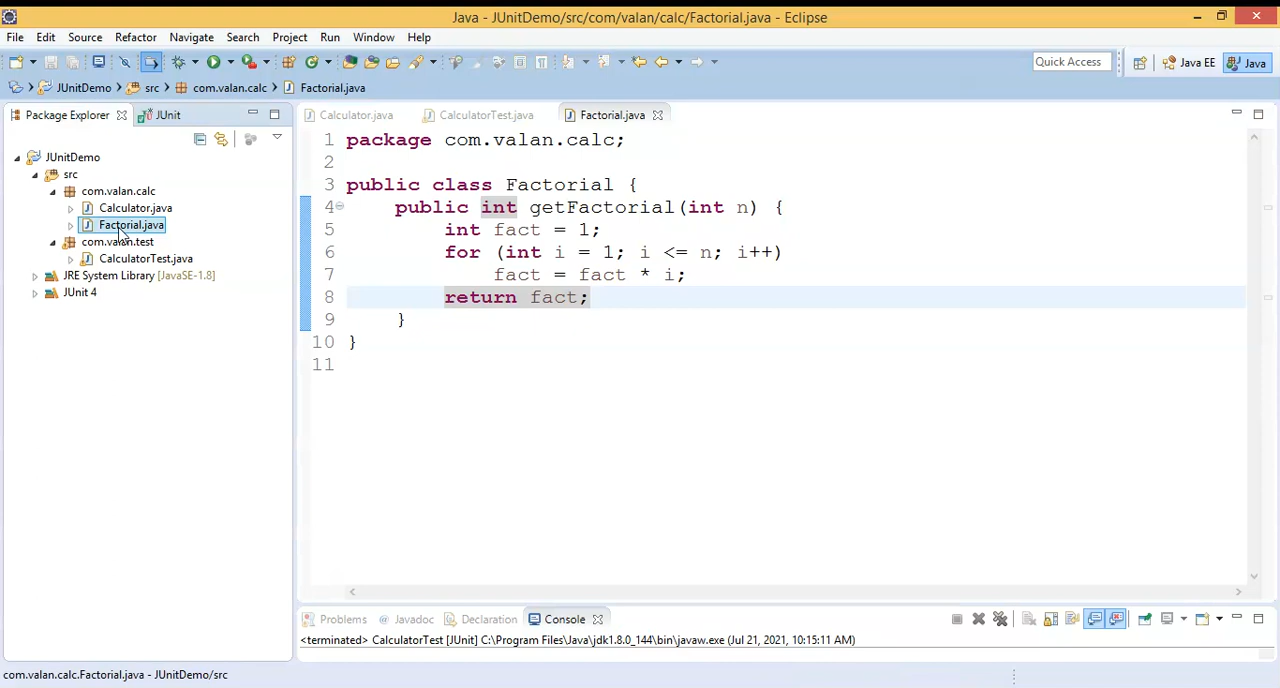 Java - JUnitDemo/src/com/valan/calc/Factorial.java - Eclipse
File Edit Source Refactor Navigate Search Project Run Window Help
Quick Access Java EE Java
JUnitDemo src com.valan.calc Factorial.java
Package Explorer JUnit
JUnitDemo
src
com.valan.calc
Calculator.java
Factorial.java
com.valan.test
CalculatorTest.java
JRE System Library [JavaSE-1.8]
JUnit 4
Calculator.java CalculatorTest.java Factorial.java
1 package com.valan.calc;
2
3 public class Factorial {
4 public int getFactorial(int n) {
5 int fact = 1;
6 for (int i = 1; i <= n; i++)
7 fact = fact * i;
8 return fact;
9 }
10 }
11
Problems @ Javadoc Declaration Console
<terminated> CalculatorTest [JUnit] C:\Program Files\Java\jdk1.8.0_144\bin\javaw.exe (Jul 21, 2021, 10:15:11 AM)
com.valan.calc.Factorial.java - JUnitDemo/src